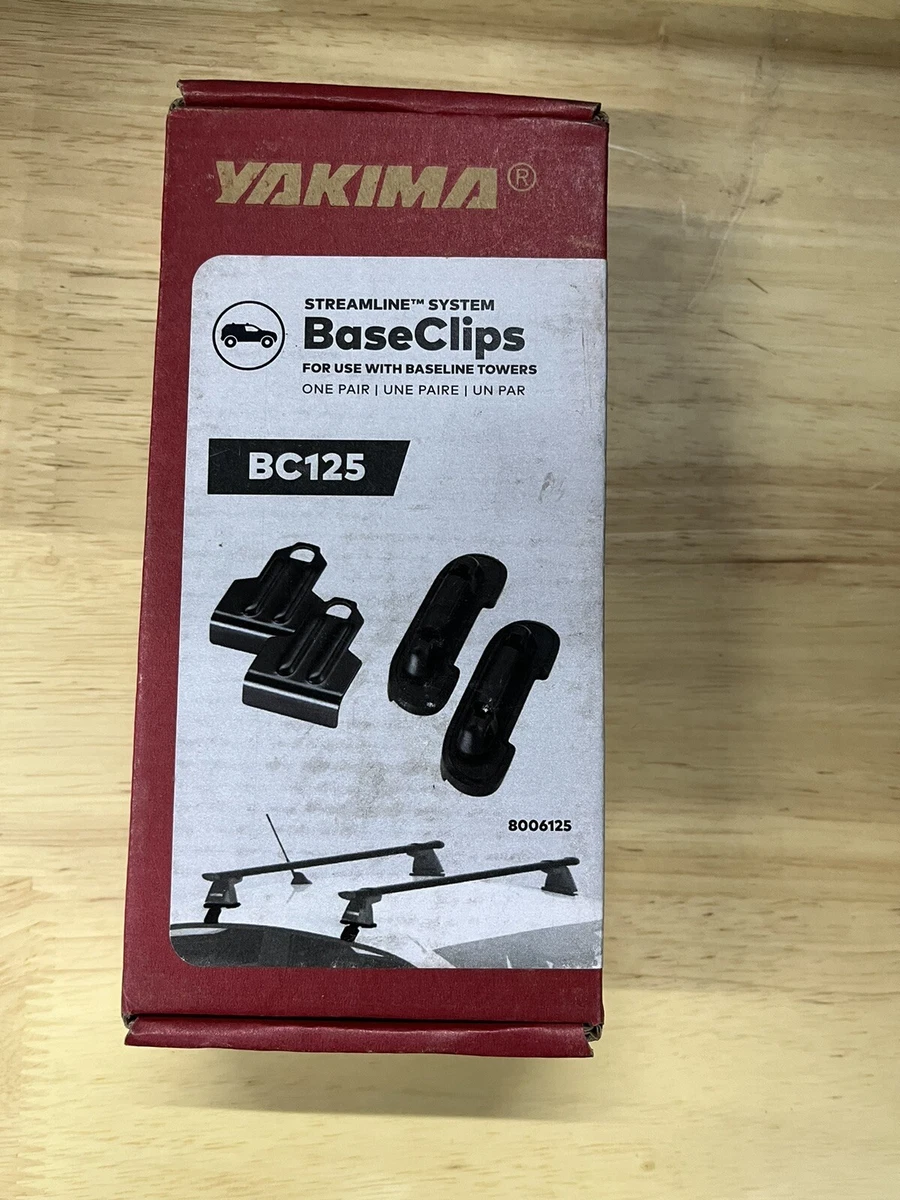 YAKIMA®
STREAMLINE™ SYSTEM
BaseClips
FOR USE WITH BASELINE TOWERS
ONE PAIR | UNE PAIRE | UN PAR
BC125
8006125